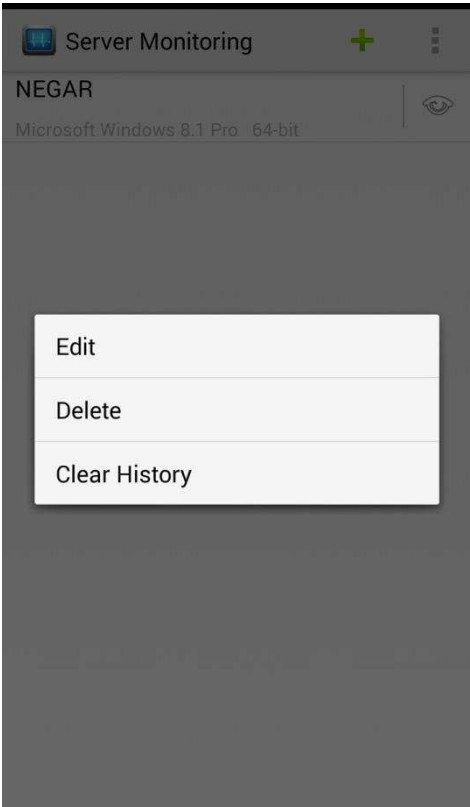 Server Monitoring
NEGAR
Microsoft Windows 8.1 Pro 64-bit
Edit
Delete
Clear History